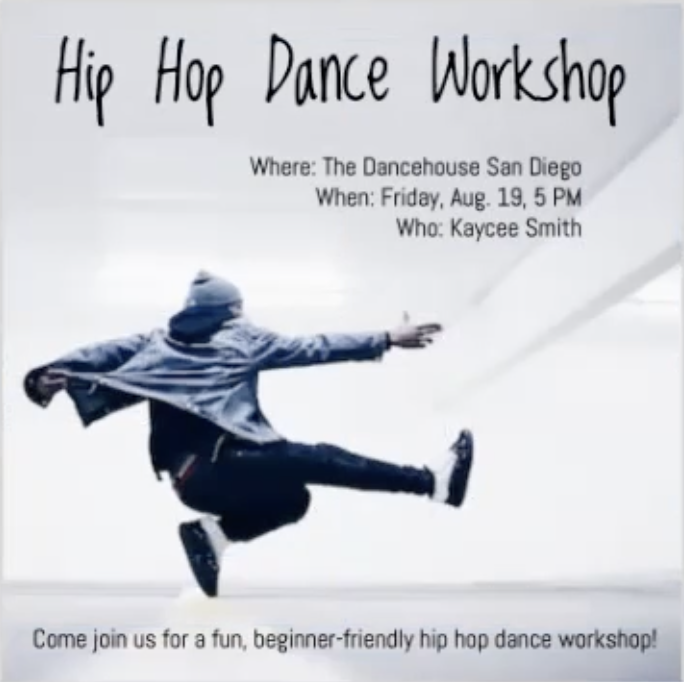 Hip Hop Dance Workshop
Where: The Dancehouse San Diego
When: Friday, Aug. 19, 5 PM
Who: Kaycee Smith
Come join us for a fun, beginner-friendly hip hop dance workshop!